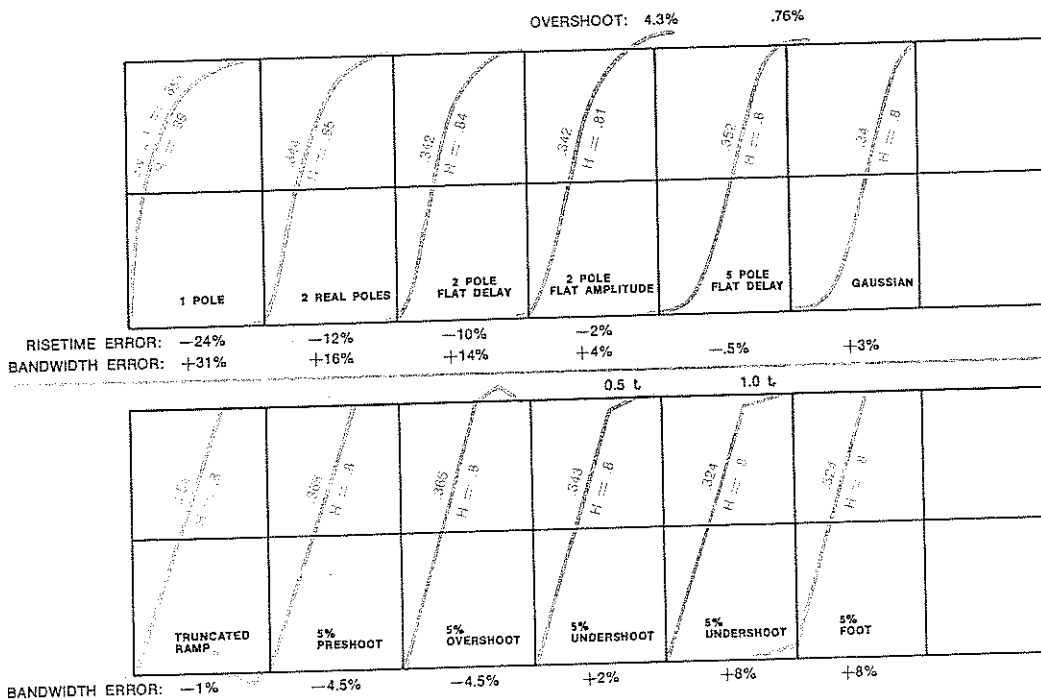 OVERSHOOT: 4.3% .76%
.342
H = .84
.342
H = .81
.352
H = .8
.34
H = .8
1 POLE
2 REAL POLES
2 POLE
FLAT DELAY
2 POLE
FLAT AMPLITUDE
5 POLE
FLAT DELAY
GAUSSIAN
RISETIME ERROR: −24% −12% −10% −2%
BANDWIDTH ERROR: +31% +16% +14% +4% −.5% +3%
0.5 t 1.0 t
H = .8
.365
H = .8
.343
H = .8
.324
H = .8
.324
H = .8
TRUNCATED
RAMP
5%
PRESHOOT
5%
OVERSHOOT
5%
UNDERSHOOT
5%
UNDERSHOOT
5%
FOOT
BANDWIDTH ERROR: −1% −4.5% −4.5% +2% +8% +8%